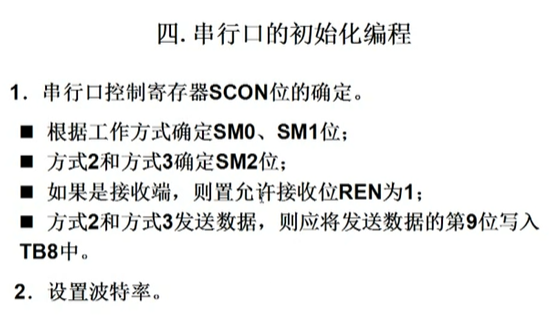 四.串行口的初始化编程
1．串行口控制寄存器SCON位的确定。
■ 根据工作方式确定SM0、SM1位；
■ 方式2和方式3确定SM2位；
■ 如果是接收端，则置允许接收位REN为1；
■ 方式2和方式3发送数据，则应将发送数据的第9位写入
TB8中。
2．设置波特率。